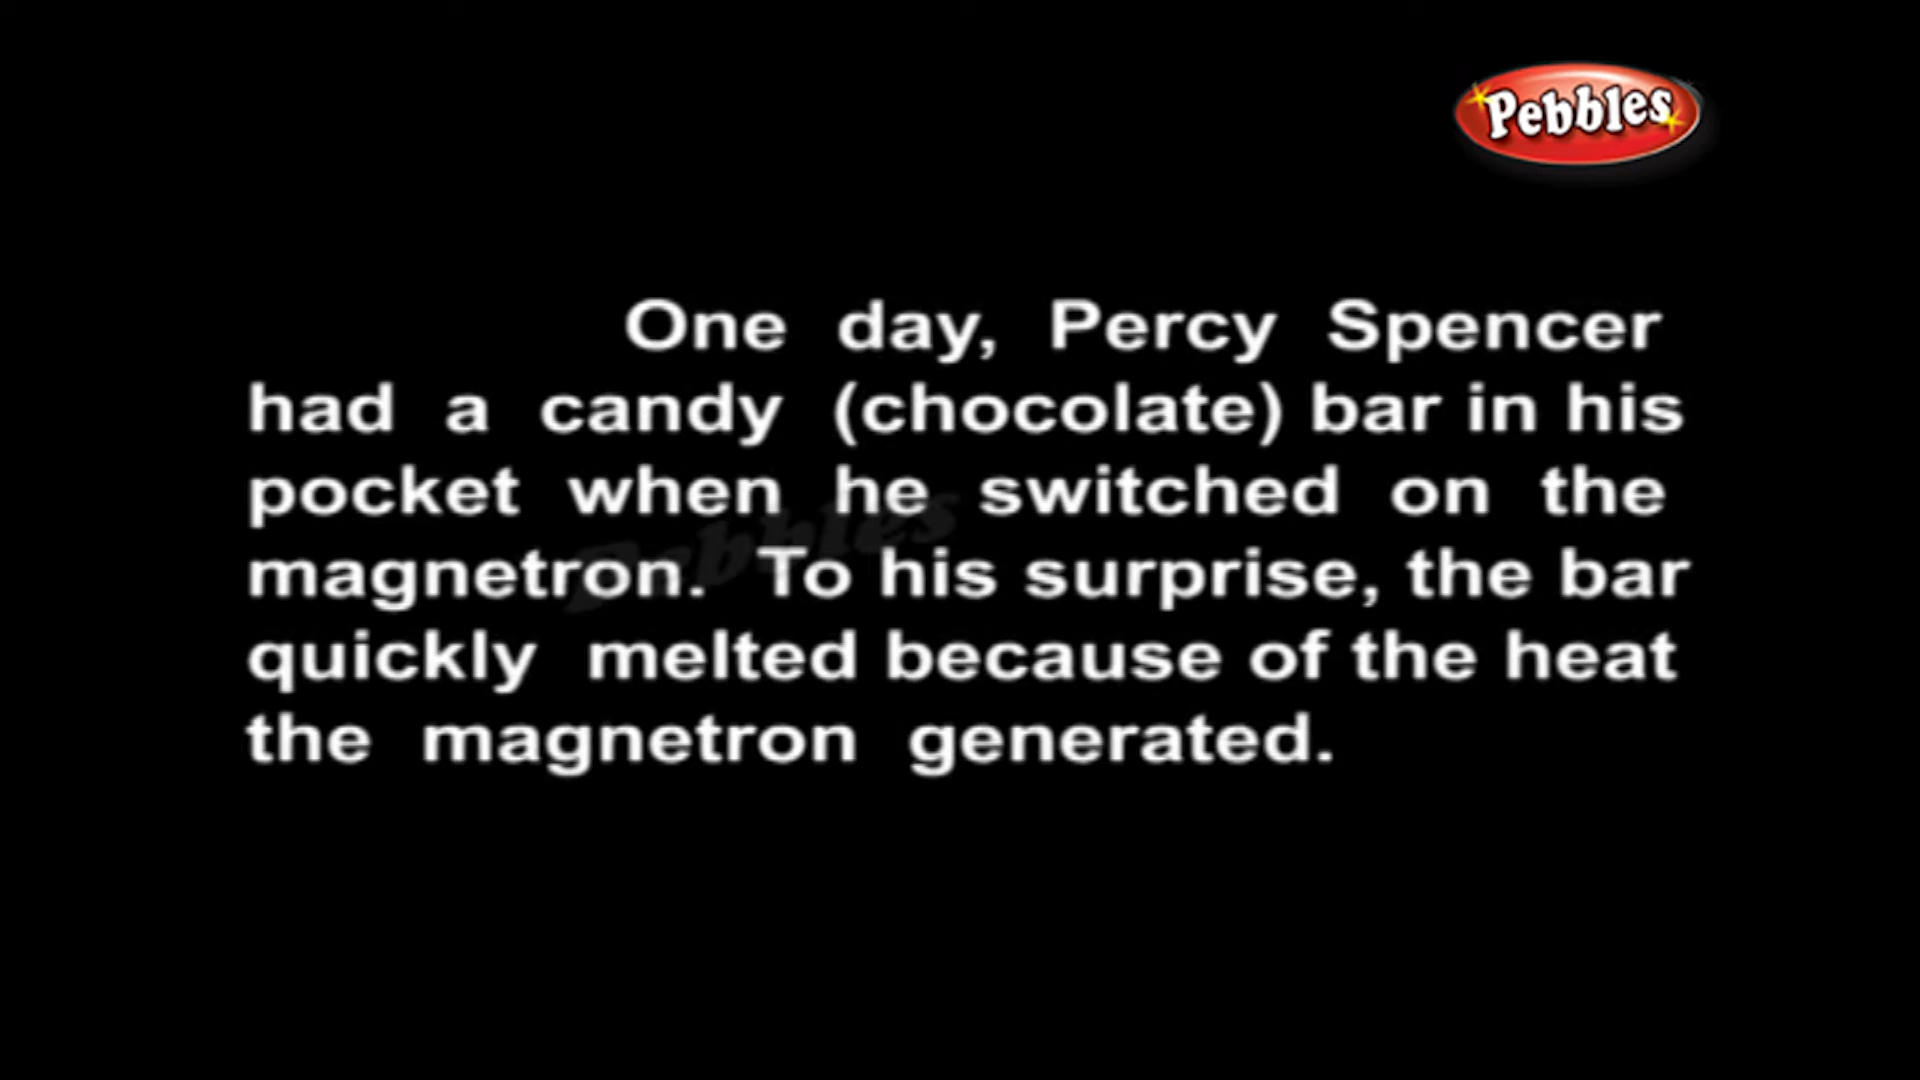 Pebbles
One day, Percy Spencer
had a candy (chocolate) bar in his
pocket when he switched on the
magnetron. To his surprise, the bar
quickly melted because of the heat
the magnetron generated.
Pebbles